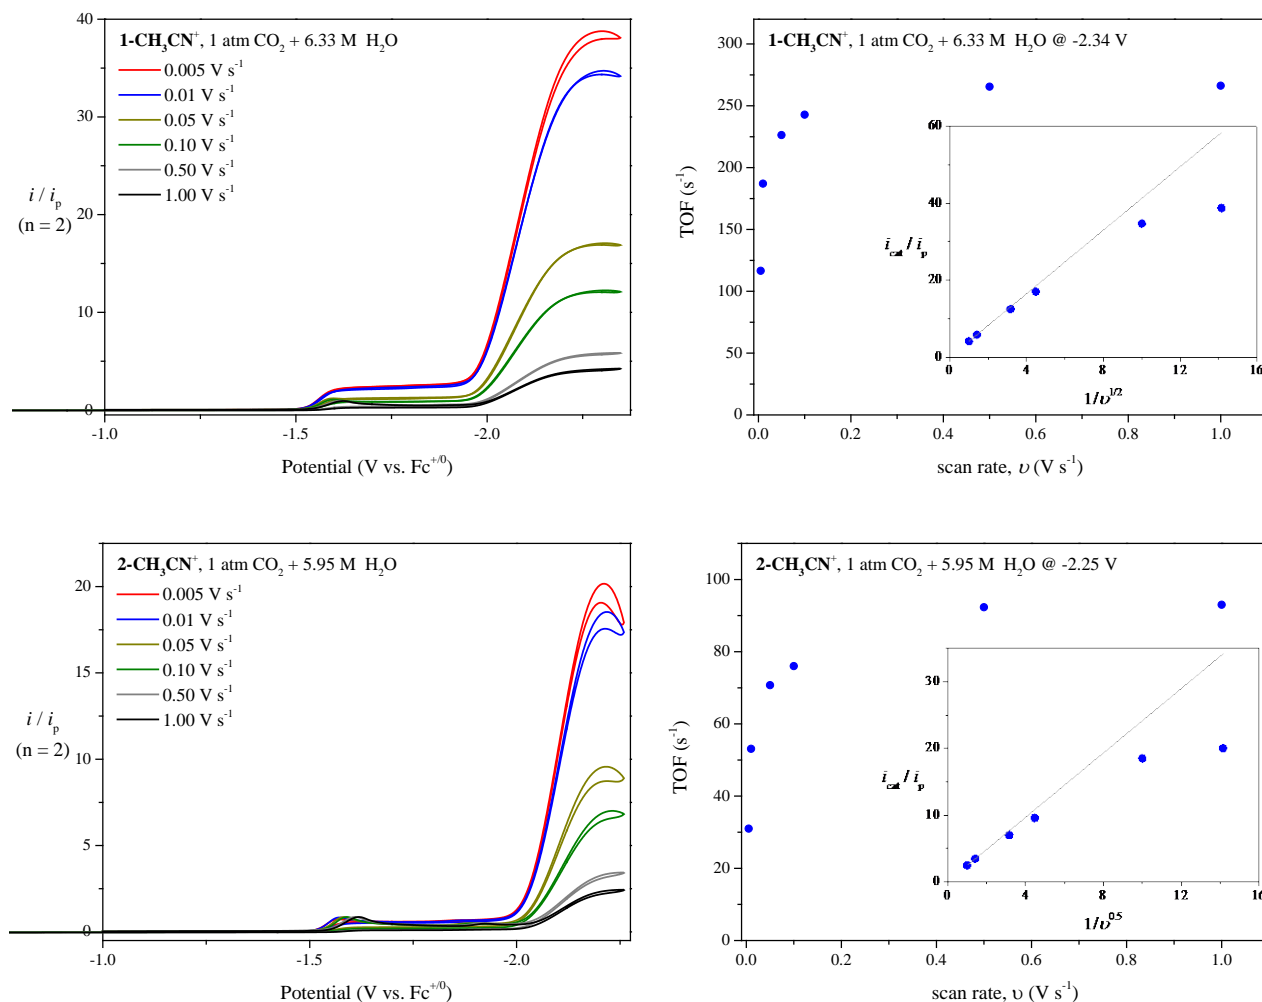 1-CH₃CN⁺, 1 atm CO₂ + 6.33 M H₂O
0.005 V s⁻¹
0.01 V s⁻¹
0.05 V s⁻¹
0.10 V s⁻¹
0.50 V s⁻¹
1.00 V s⁻¹
i / iₚ
(n = 2)
40
30
20
10
0
-1.0
-1.5
-2.0
Potential (V vs. Fc⁺/⁰)
1-CH₃CN⁺, 1 atm CO₂ + 6.33 M H₂O @ -2.34 V
TOF (s⁻¹)
300
250
200
150
100
50
0
0.0
0.2
0.4
0.6
0.8
1.0
scan rate, υ (V s⁻¹)
60
40
20
0
i_cat / i_p
0
4
8
12
16
1/υ^1/2
2-CH₃CN⁺, 1 atm CO₂ + 5.95 M H₂O
0.005 V s⁻¹
0.01 V s⁻¹
0.05 V s⁻¹
0.10 V s⁻¹
0.50 V s⁻¹
1.00 V s⁻¹
i / iₚ
(n = 2)
20
15
10
5
0
-1.0
-1.5
-2.0
Potential (V vs. Fc⁺/⁰)
2-CH₃CN⁺, 1 atm CO₂ + 5.95 M H₂O @ -2.25 V
TOF (s⁻¹)
100
80
60
40
20
0
0.0
0.2
0.4
0.6
0.8
1.0
scan rate, υ (V s⁻¹)
30
20
10
0
i_cat / i_p
0
4
8
12
16
1/υ^0.5